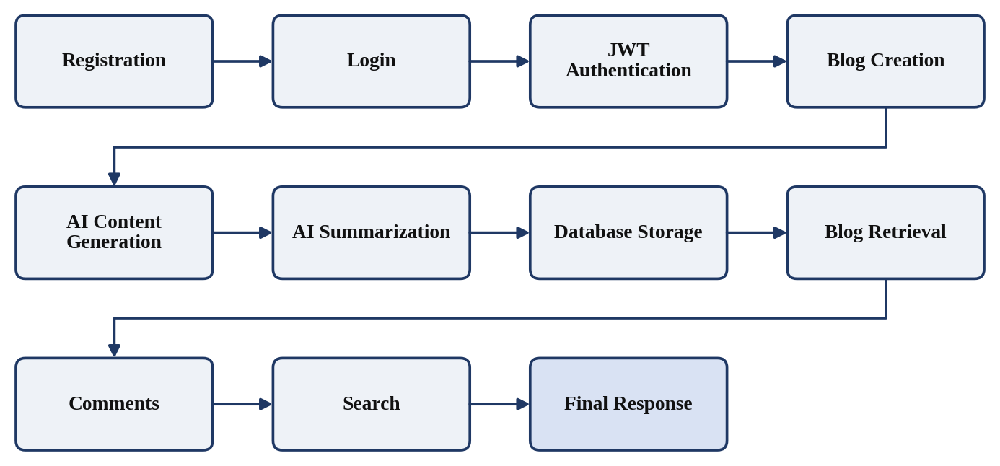 Registration
Login
JWT
Authentication
Blog Creation
AI Content
Generation
AI Summarization
Database Storage
Blog Retrieval
Comments
Search
Final Response